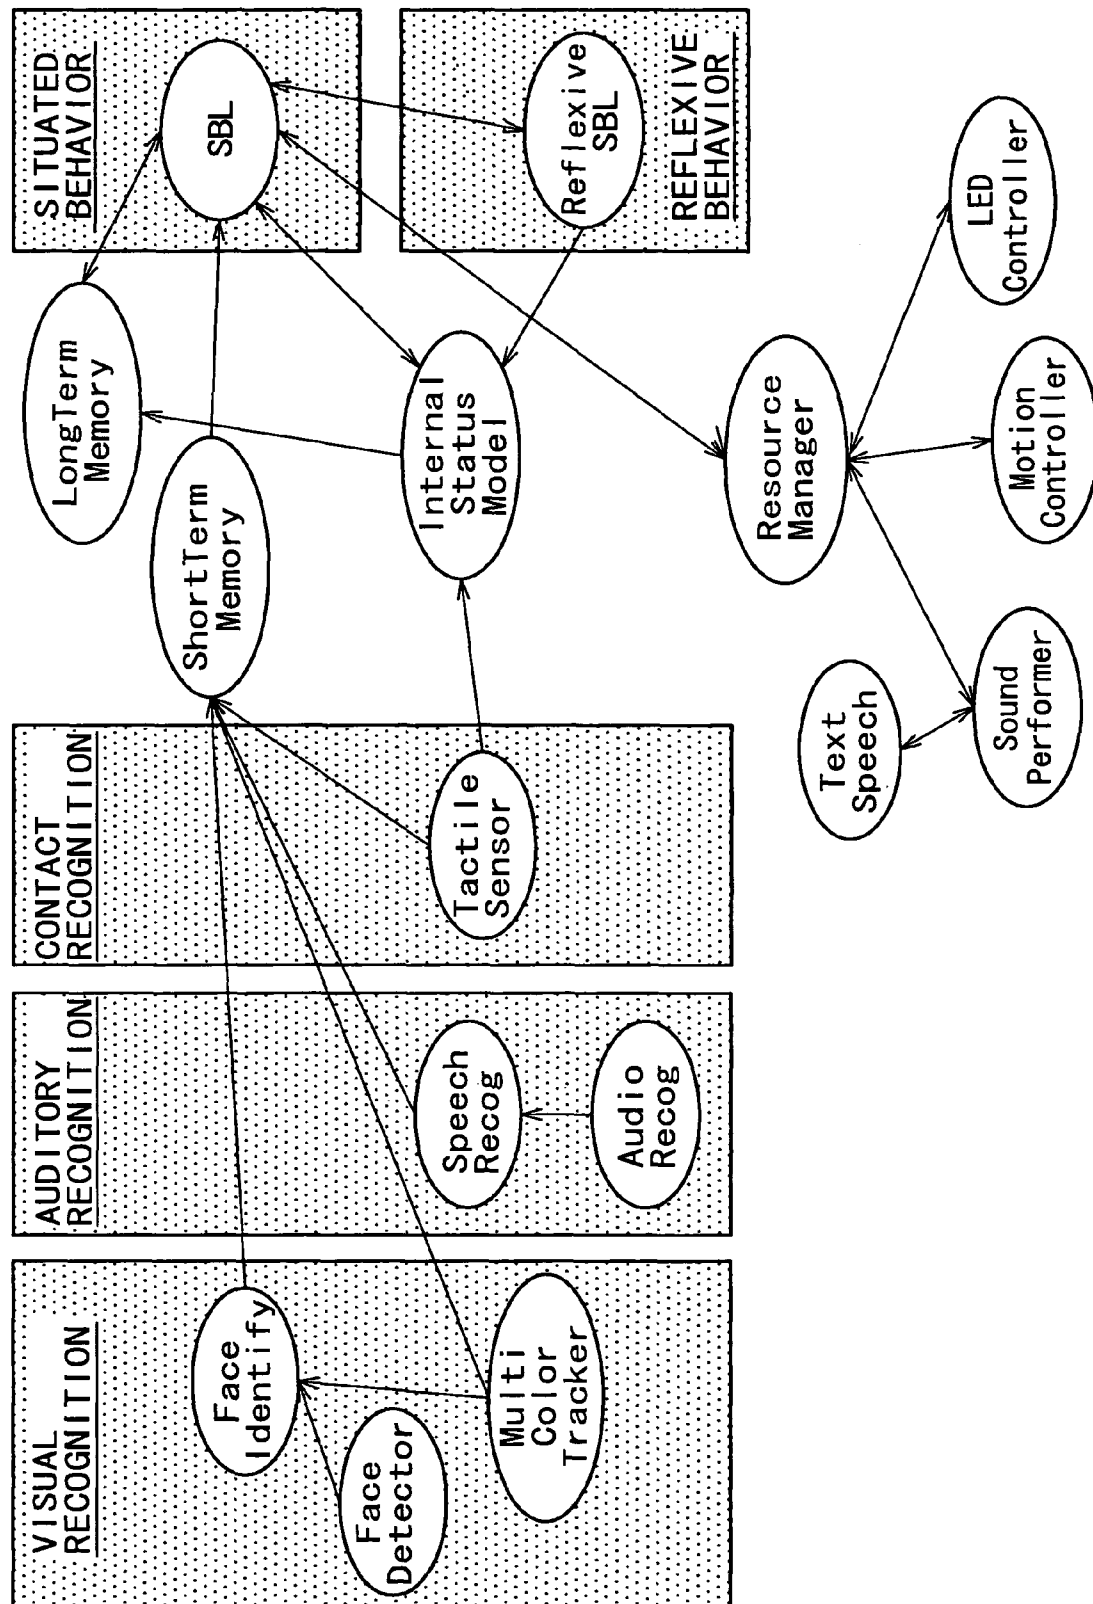 VISUAL
RECOGNITION
Face
Identify
Face
Detector
Multi
Color
Tracker
AUDITORY
RECOGNITION
Speech
Recog
Audio
Recog
CONTACT
RECOGNITION
Tactile
Sensor
ShortTerm
Memory
LongTerm
Memory
Internal
Status
Model
SITUATED
BEHAVIOR
SBL
REFLEXIVE
BEHAVIOR
Reflexive
SBL
Resource
Manager
Text
Speech
Sound
Performer
Motion
Controller
LED
Controller